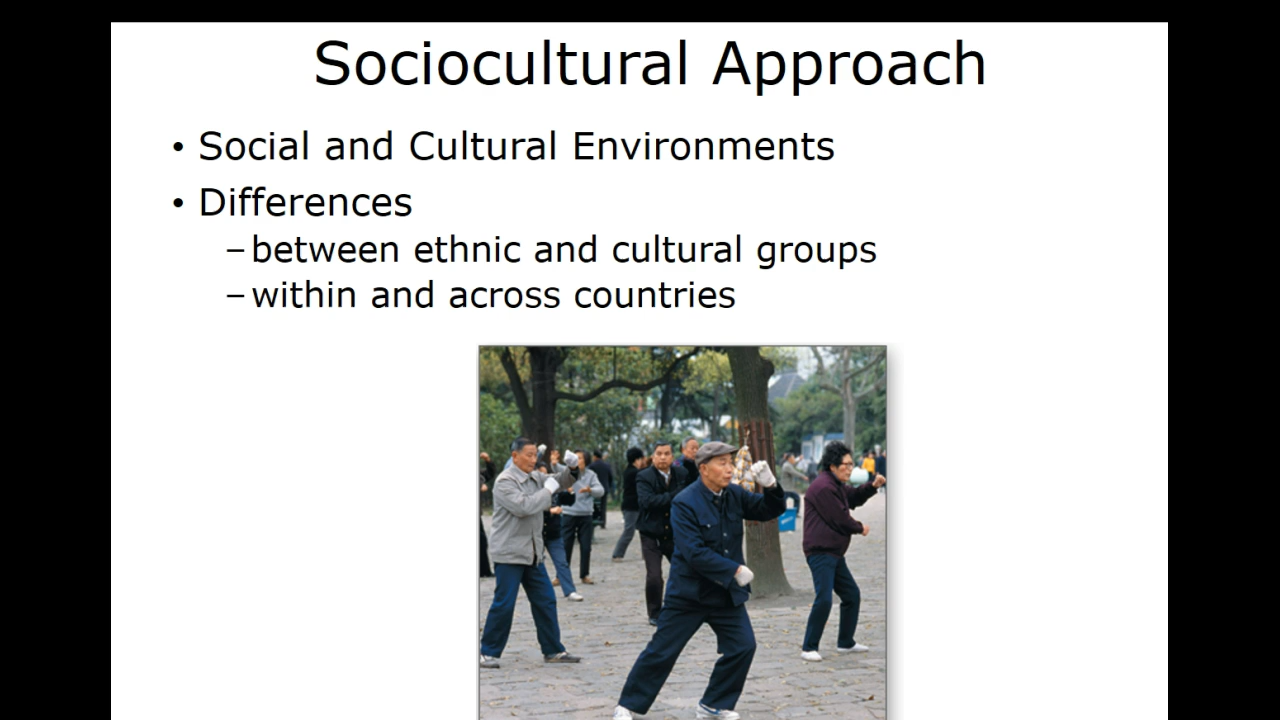 Sociocultural Approach
• Social and Cultural Environments
• Differences
– between ethnic and cultural groups
– within and across countries